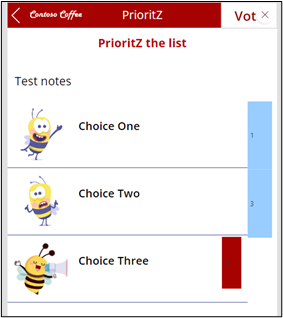 Contoso Coffee PrioritZ Vot ×
PrioritZ the list
Test notes
Choice One 1
Choice Two 3
Choice Three